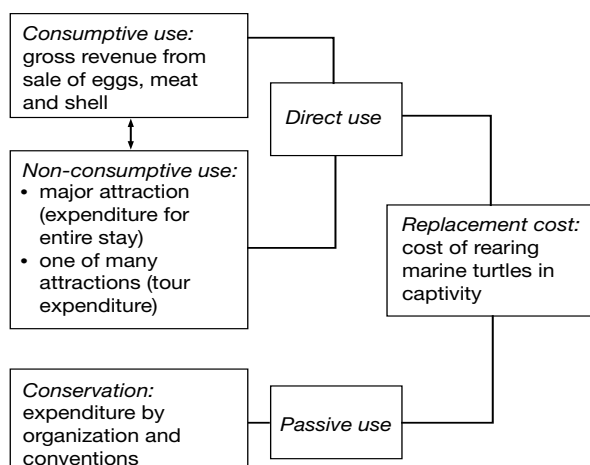 Consumptive use:
gross revenue from
sale of eggs, meat
and shell
Direct use
Non-consumptive use:
• major attraction
(expenditure for
entire stay)
• one of many
attractions (tour
expenditure)
Replacement cost:
cost of rearing
marine turtles in
captivity
Conservation:
expenditure by
organization and
conventions
Passive use